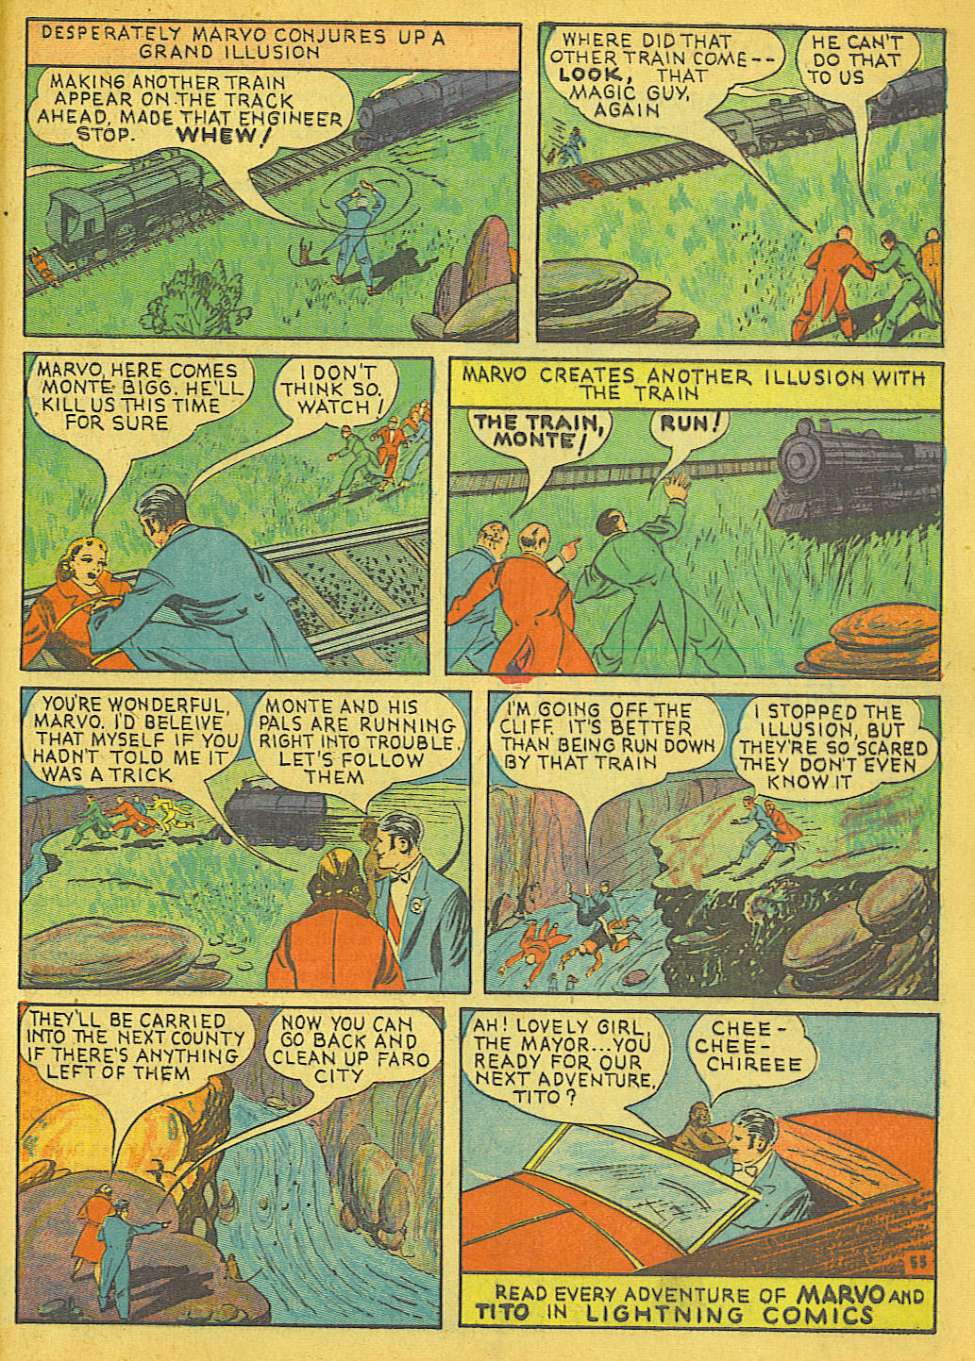 DESPERATELY MARVO CONJURES UP A
GRAND ILLUSION
MAKING ANOTHER TRAIN
APPEAR ON THE TRACK
AHEAD, MADE THAT ENGINEER
STOP. WHEW!
WHERE DID THAT
OTHER TRAIN COME--
LOOK, THAT
MAGIC GUY,
AGAIN
HE CAN'T
DO THAT
TO US
MARVO, HERE COMES
MONTE BIGG. HE'LL
KILL US THIS TIME
FOR SURE
I DON'T
THINK SO.
WATCH!
MARVO CREATES ANOTHER ILLUSION WITH
THE TRAIN
THE TRAIN,
MONTE!
RUN!
YOU'RE WONDERFUL,
MARVO. I'D BELEIVE
THAT MYSELF IF YOU
HADN'T TOLD ME IT
WAS A TRICK
MONTE AND HIS
PALS ARE RUNNING
RIGHT INTO TROUBLE.
LET'S FOLLOW
THEM
I'M GOING OFF THE
CLIFF. IT'S BETTER
THAN BEING RUN DOWN
BY THAT TRAIN
I STOPPED THE
ILLUSION, BUT
THEY'RE SO SCARED
THEY DON'T EVEN
KNOW IT
THEY'LL BE CARRIED
INTO THE NEXT COUNTY
IF THERE'S ANYTHING
LEFT OF THEM
NOW YOU CAN
GO BACK AND
CLEAN UP FARO
CITY
AH! LOVELY GIRL,
THE MAYOR...YOU
READY FOR OUR
NEXT ADVENTURE,
TITO?
CHEE-
CHEE-
CHIREEE
55
READ EVERY ADVENTURE OF MARVO AND
TITO IN LIGHTNING COMICS